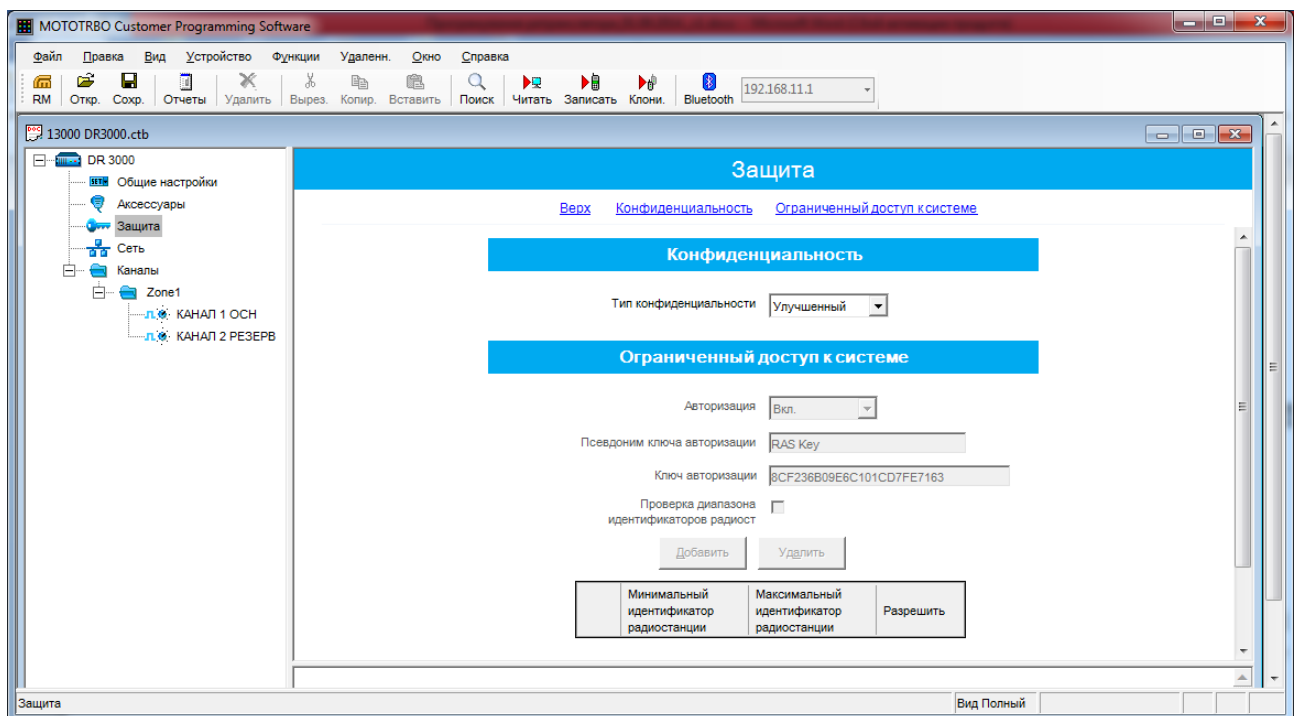 MOTOTRBO Customer Programming Software
Файл Правка Вид Устройство Функции Удаленн. Окно Справка
RM Откр. Сохр. Отчеты Удалить Вырез. Копир. Вставить Поиск Читать Записать Клони. Bluetooth 192.168.11.1
13000 DR3000.ctb
DR 3000
Общие настройки
Аксессуары
Защита
Сеть
Каналы
Zone1
КАНАЛ 1 ОСН
КАНАЛ 2 РЕЗЕРВ
Защита
Верх Конфиденциальность Ограниченный доступ к системе
Конфиденциальность
Тип конфиденциальности Улучшенный
Ограниченный доступ к системе
Авторизация Вкл.
Псевдоним ключа авторизации RAS Key
Ключ авторизации 8CF236B09E6C101CD7FE7163
Проверка диапазона
идентификаторов радиост
Добавить Удалить
Минимальный
идентификатор
радиостанции
Максимальный
идентификатор
радиостанции
Разрешить
Защита
Вид Полный